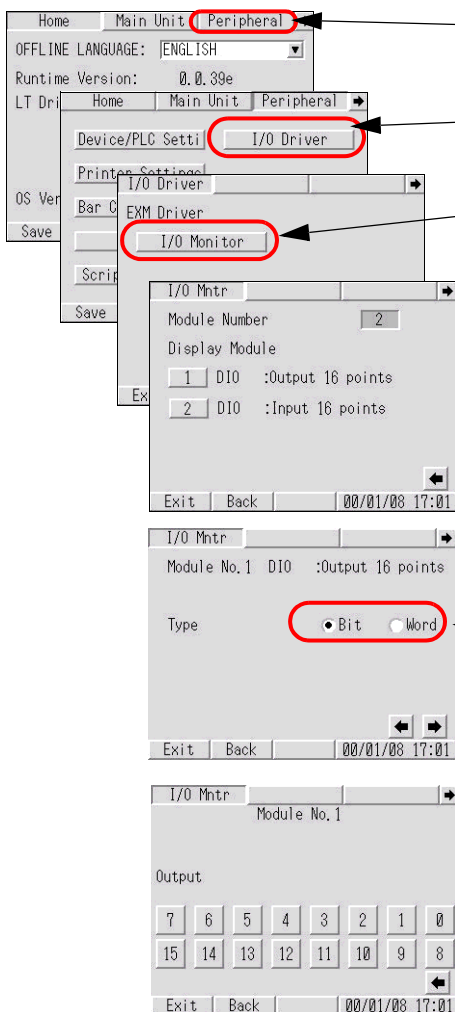 Home Main Unit Peripheral
OFFLINE LANGUAGE: ENGLISH
Runtime Version: 0.0.39e
LT Dri
OS Ver
Save
Home Main Unit Peripheral
Device/PLC Setti I/O Driver
Printer Settings
Bar C
Scrip
Save
I/O Driver
EXM Driver
I/O Monitor
Ex
I/O Mntr
Module Number 2
Display Module
1 DIO :Output 16 points
2 DIO :Input 16 points
Exit Back 00/01/08 17:01
I/O Mntr
Module No.1 DIO :Output 16 points
Type Bit Word
Exit Back 00/01/08 17:01
I/O Mntr
Module No.1
Output
7 6 5 4 3 2 1 0
15 14 13 12 11 10 9 8
Exit Back 00/01/08 17:01